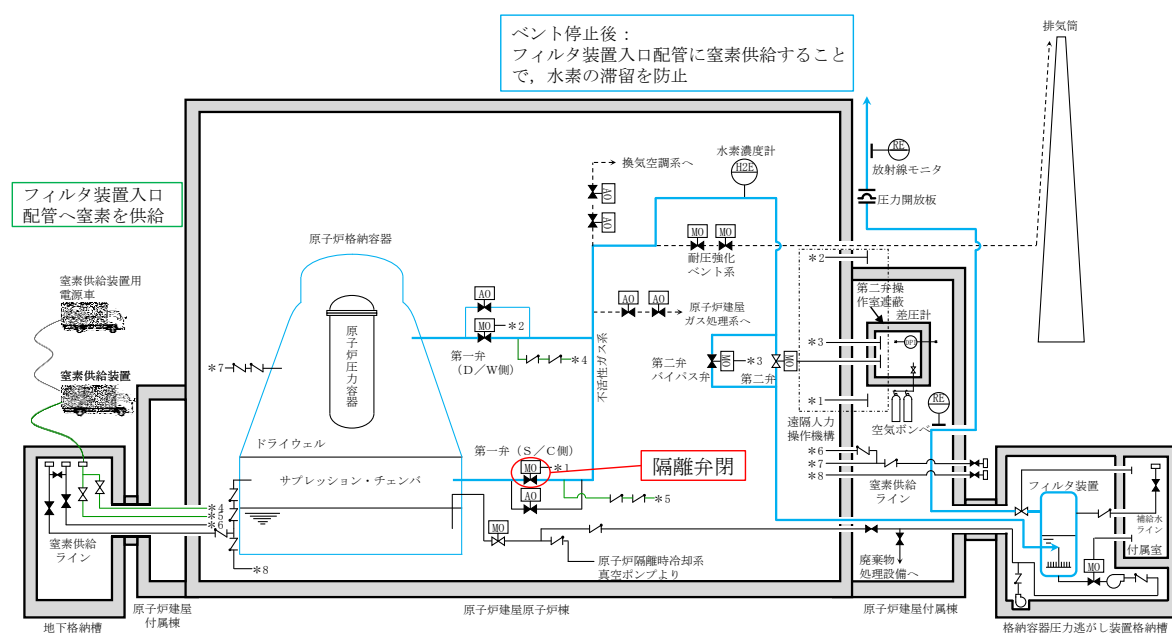 ベント停止後：
フィルタ装置入口配管に窒素供給すること
で，水素の滞留を防止
排気筒
水素濃度計
H2E
RE
放射線モニタ
圧力開放板
換気空調系へ
AO
AO
フィルタ装置入口
配管へ窒素を供給
原子炉格納容器
MO
MO
耐圧強化
ベント系
＊2
窒素供給装置用
電源車
AO
AO
AO
原子炉建屋
ガス処理系へ
第二弁操
作室遮蔽
差圧計
MO
＊2
原子炉圧力容器
不活性ガス系
＊3
DP
第一弁
（D／W側）
＊4
第二弁
バイパス弁
MO
＊3
第二弁
MO
＊7
窒素供給装置
＊1
RE
遠隔人力
操作機構
空気ボンベ
ドライウェル
第一弁（S／C側）
MO
＊1
隔離弁閉
＊6
＊7
＊8
窒素供給
ライン
サプレッション・チェンバ
AO
＊5
フィルタ装置
＊4
＊5
＊6
補給水
ライン
付属室
MO
MO
窒素供給
ライン
＊8
原子炉隔離時冷却系
真空ポンプより
廃棄物
処理設備へ
地下格納槽
原子炉建屋
付属棟
原子炉建屋原子炉棟
原子炉建屋付属棟
格納容器圧力逃がし装置格納槽